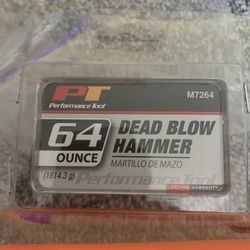 PT
M7264
Performance Tool
64
OUNCE
(1814.3 g)
DEAD BLOW
HAMMER
MARTILLO DE MAZO
Performance Tool
LIFETIME WARRANTY